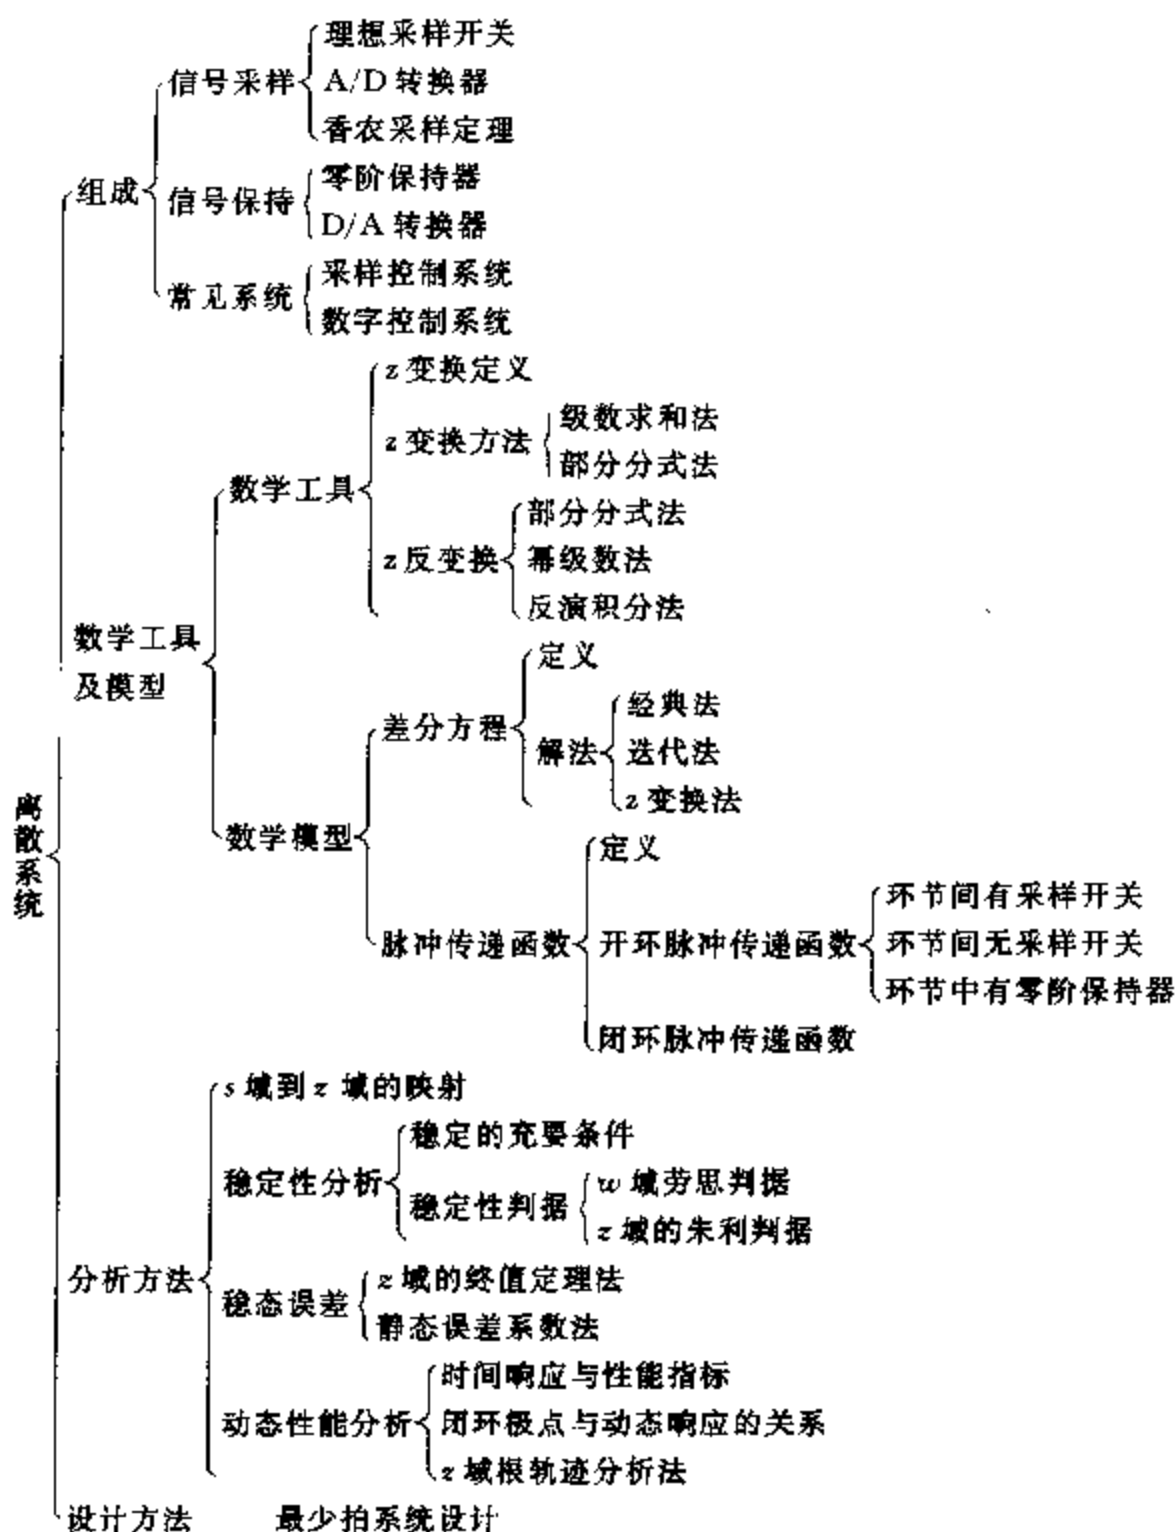 理想采样开关
信号采样
A/D 转换器
香农采样定理
组成
零阶保持器
信号保持
D/A 转换器
采样控制系统
常见系统
数字控制系统
z 变换定义
级数求和法
z 变换方法
部分分式法
数学工具
部分分式法
z 反变换
幂级数法
反演积分法
数学工具
及模型
定义
差分方程
经典法
解法
迭代法
z 变换法
数学模型
离散系统
定义
脉冲传递函数
开环脉冲传递函数
环节间有采样开关
环节间无采样开关
环节中有零阶保持器
闭环脉冲传递函数
s 域到 z 域的映射
稳定的充要条件
稳定性分析
稳定性判据
w 域劳思判据
z 域的朱利判据
分析方法
z 域的终值定理法
稳态误差
静态误差系数法
时间响应与性能指标
动态性能分析
闭环极点与动态响应的关系
z 域根轨迹分析法
设计方法
最少拍系统设计